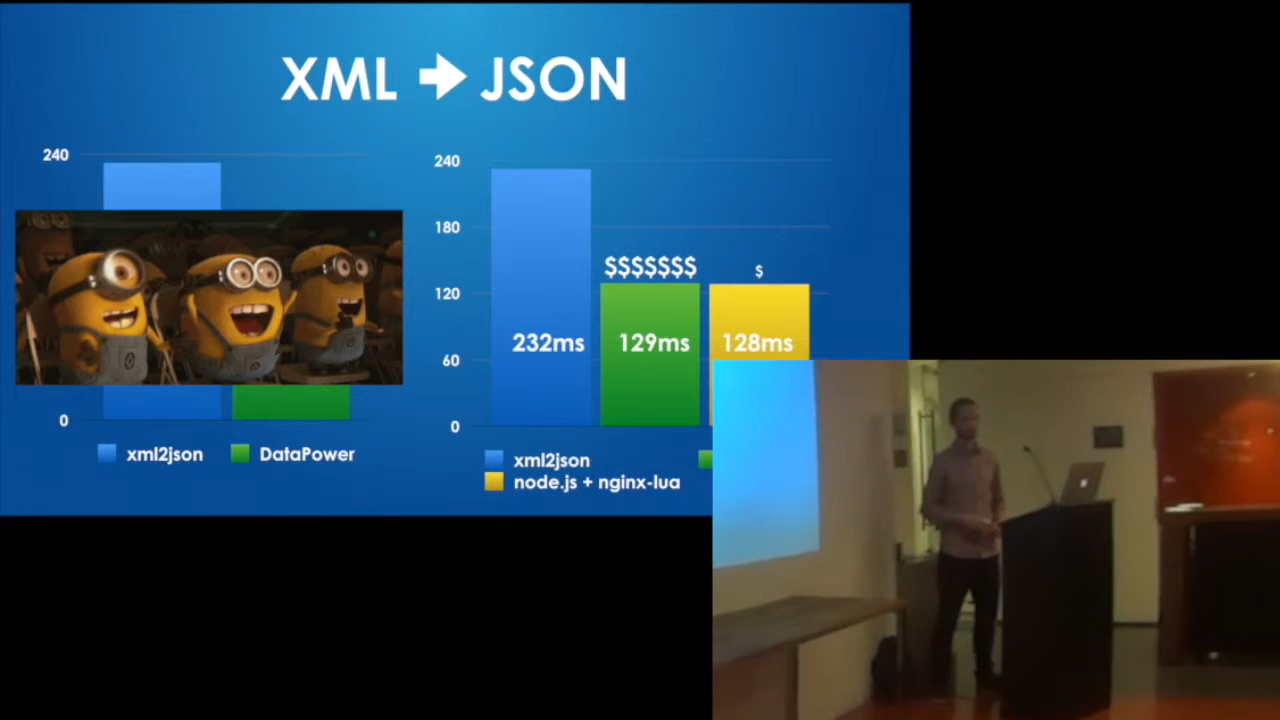 XML → JSON
240
0
xml2json DataPower
240
180
120
60
0
$$$$$$$
$
232ms 129ms 128ms
xml2json
node.js + nginx-lua